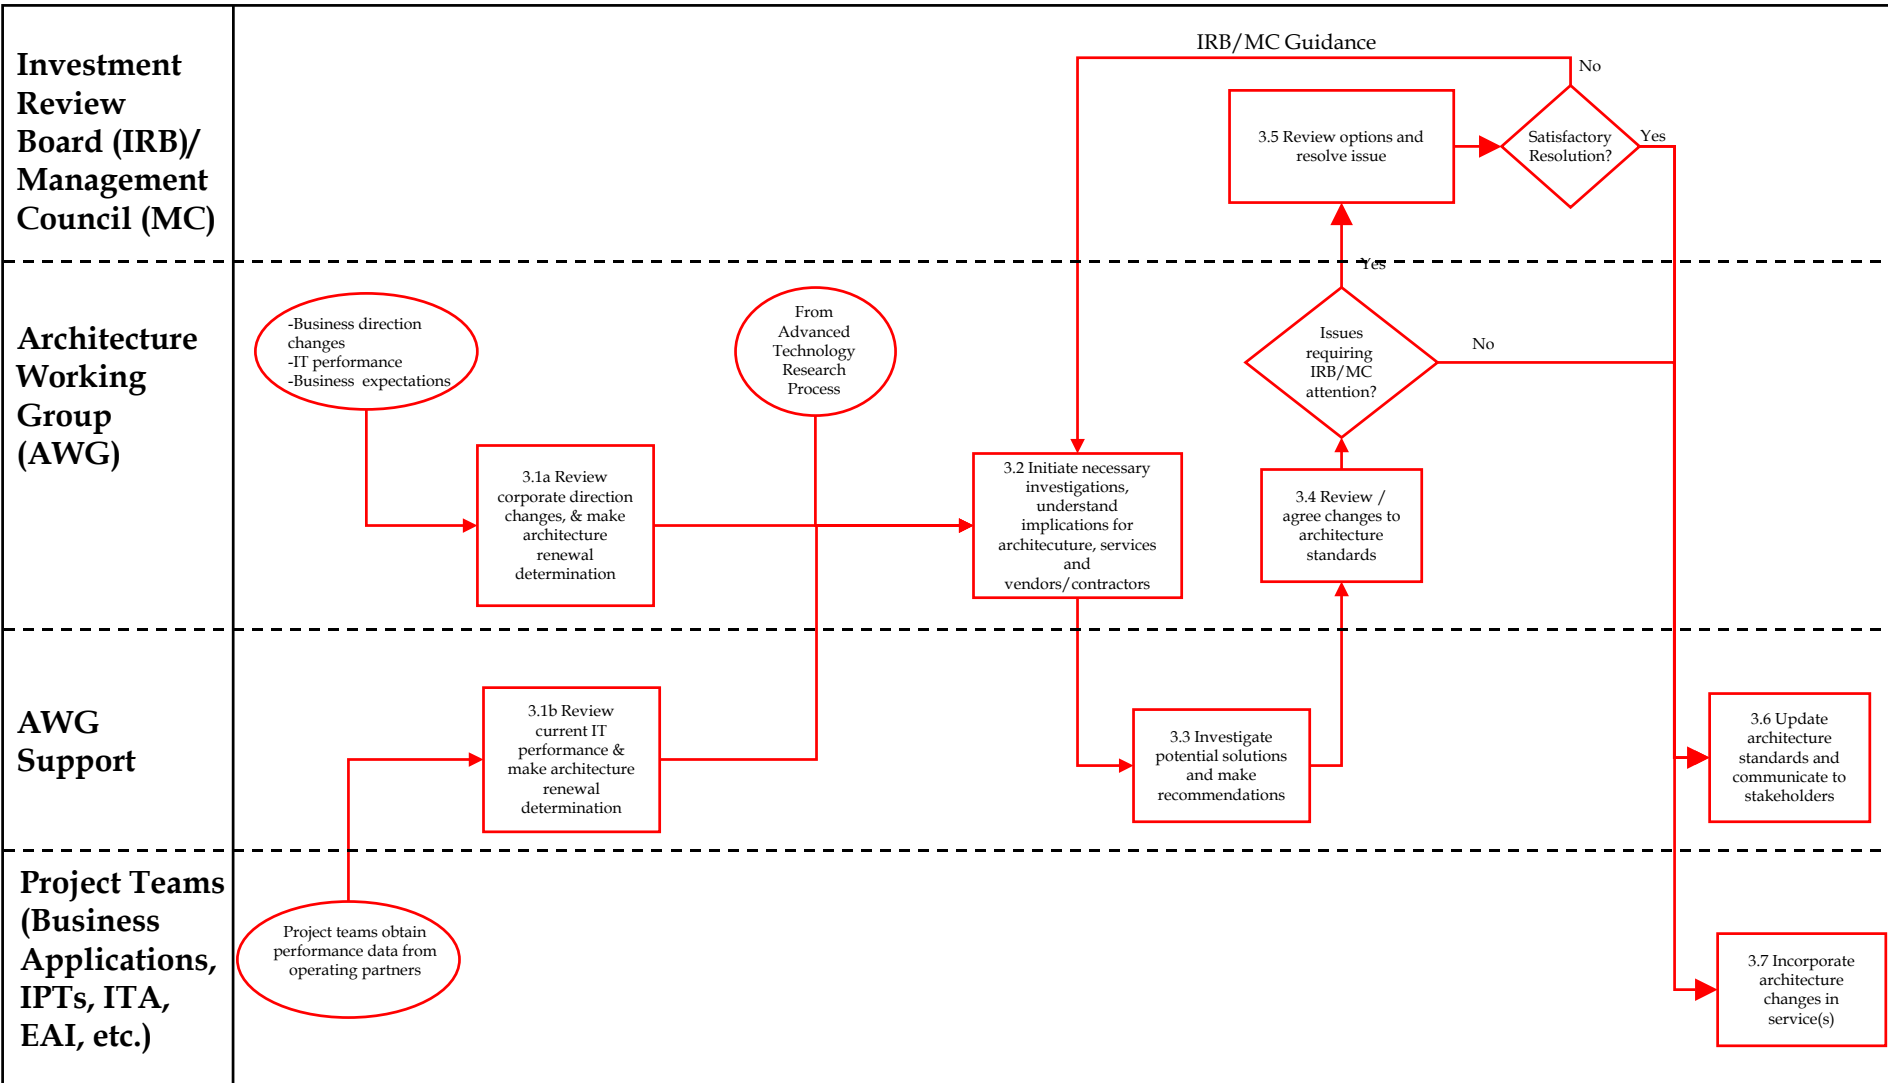 Investment
Review
Board (IRB)/
Management
Council (MC)
IRB/MC Guidance
No
3.5 Review options and
resolve issue
Satisfactory
Resolution?
Yes
Architecture
Working
Group
(AWG)
-Business direction
changes
-IT performance
-Business expectations
From
Advanced
Technology
Research
Process
Yes
Issues
requiring
IRB/MC
attention?
No
3.1a Review
corporate direction
changes, & make
architecture
renewal
determination
3.2 Initiate necessary
investigations,
understand
implications for
architecuture, services
and
vendors/contractors
3.4 Review /
agree changes to
architecture
standards
AWG
Support
3.1b Review
current IT
performance &
make architecture
renewal
determination
3.3 Investigate
potential solutions
and make
recommendations
3.6 Update
architecture
standards and
communicate to
stakeholders
Project Teams
(Business
Applications,
IPTs, ITA,
EAI, etc.)
Project teams obtain
performance data from
operating partners
3.7 Incorporate
architecture
changes in
service(s)